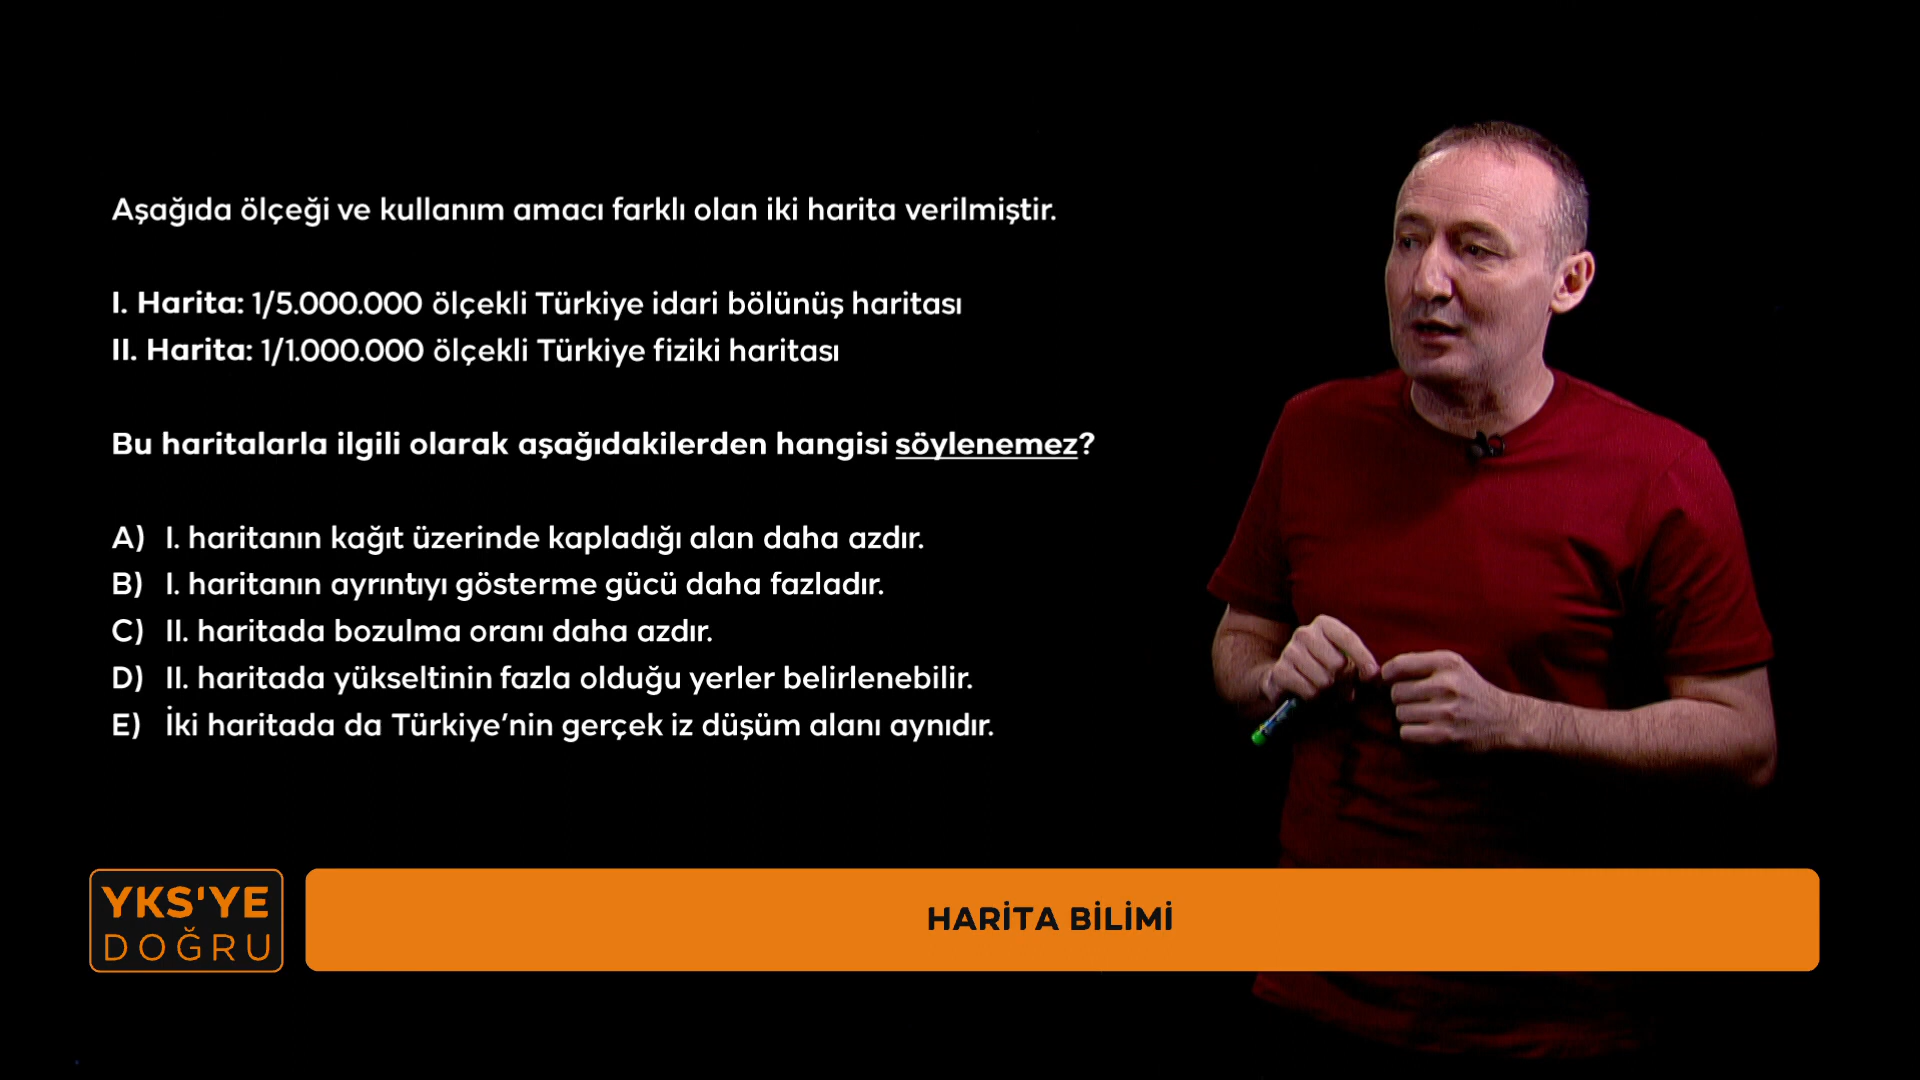 Aşağıda ölçeği ve kullanım amacı farklı olan iki harita verilmiştir.
I. Harita: 1/5.000.000 ölçekli Türkiye idari bölünüş haritası
II. Harita: 1/1.000.000 ölçekli Türkiye fiziki haritası
Bu haritalarla ilgili olarak aşağıdakilerden hangisi söylenemez?
A) I. haritanın kağıt üzerinde kapladığı alan daha azdır.
B) I. haritanın ayrıntıyı gösterme gücü daha fazladır.
C) II. haritada bozulma oranı daha azdır.
D) II. haritada yükseltinin fazla olduğu yerler belirlenebilir.
E) İki haritada da Türkiye’nin gerçek iz düşüm alanı aynıdır.
YKS'YE
DOĞRU
HARİTA BİLİMİ